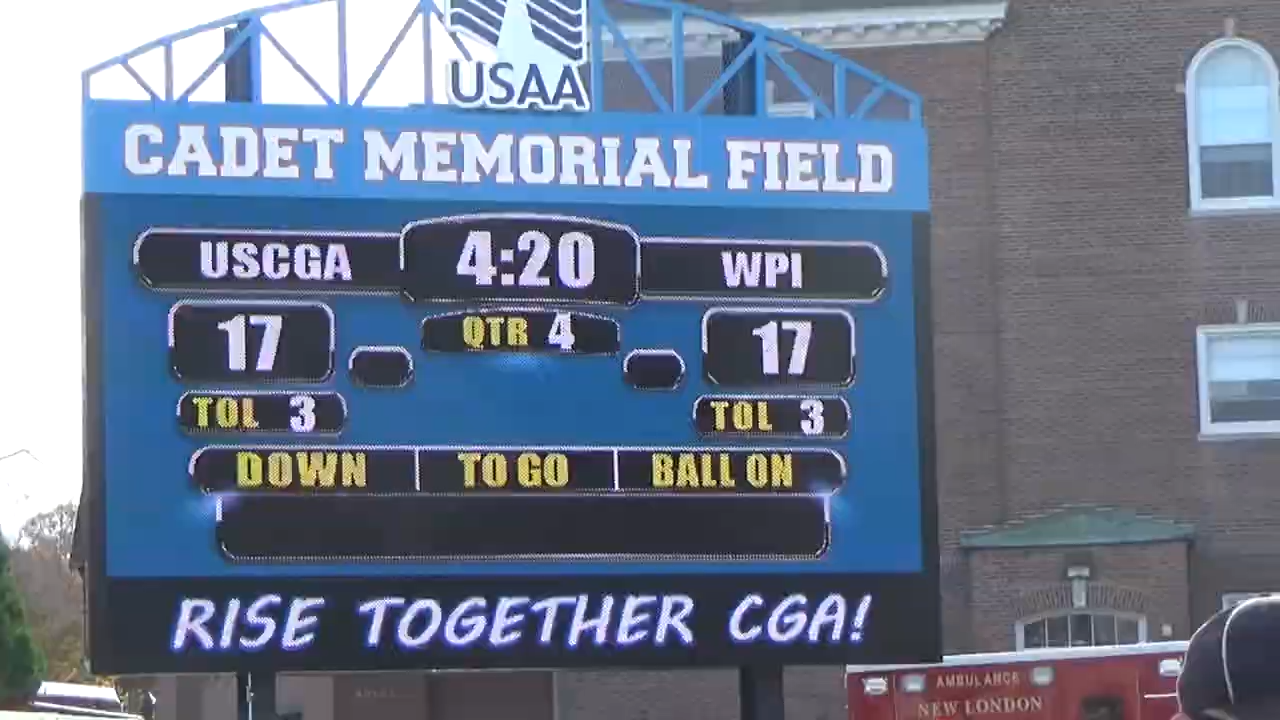 USAA
CADET MEMORIAL FIELD
USCGA 4:20 WPI
17 QTR 4 17
TOL 3 TOL 3
DOWN TO GO BALL ON
RISE TOGETHER CGA!
AMBULANCE
NEW LONDON